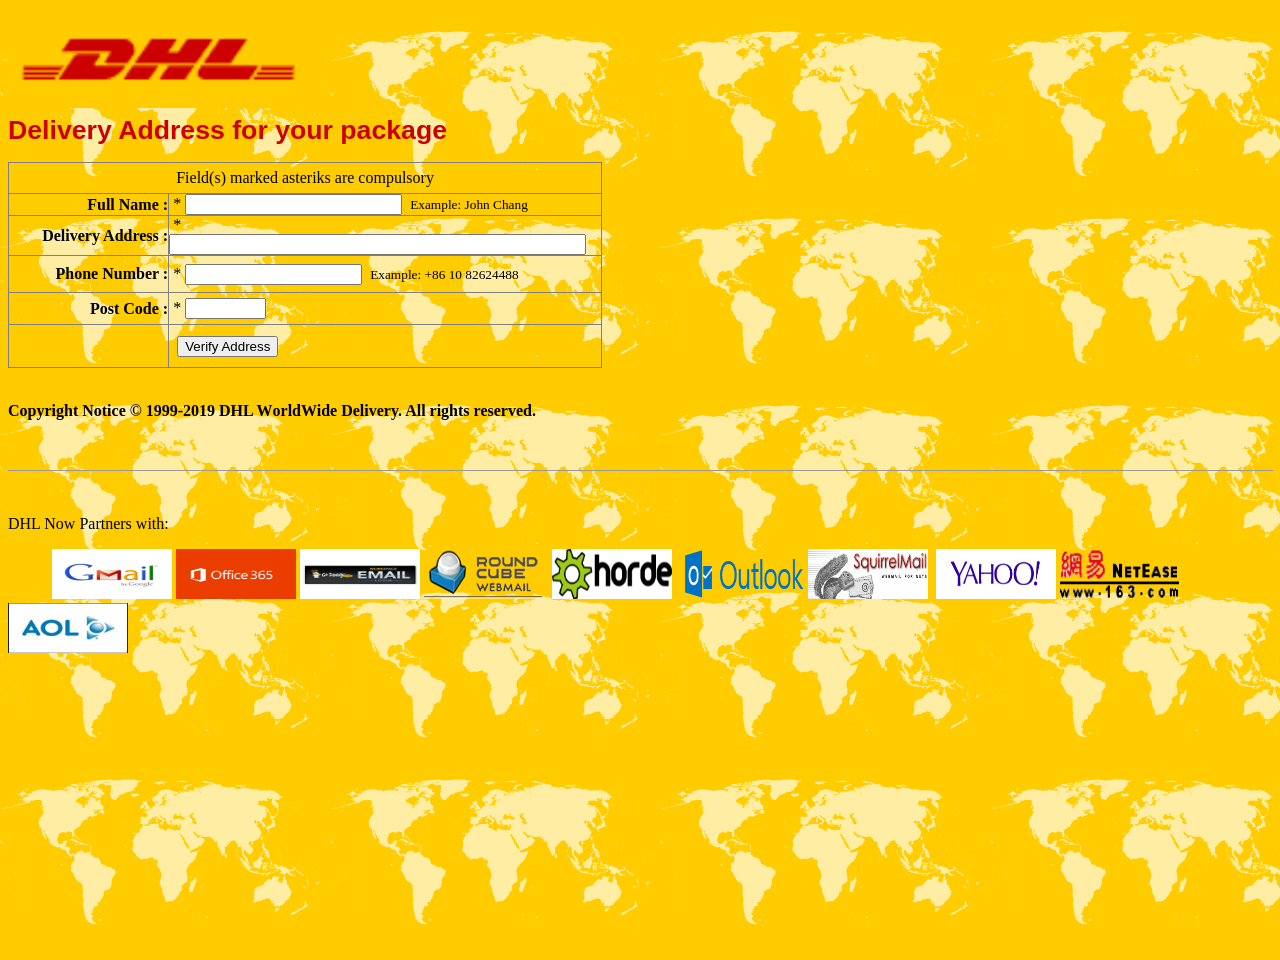 DHL
Delivery Address for your package
Field(s) marked asteriks are compulsory
Full Name : * Example: John Chang
Delivery Address : *
Phone Number : * Example: +86 10 82624488
Post Code : *
Verify Address
Copyright Notice © 1999-2019 DHL WorldWide Delivery. All rights reserved.
DHL Now Partners with:
Gmail by Google
Office 365
Go Daddy EMAIL
ROUND CUBE WEBMAIL
horde
Outlook
SquirrelMail WEBMAIL FOR NUTS
YAHOO!
網易 NETEASE www.163.com
AOL